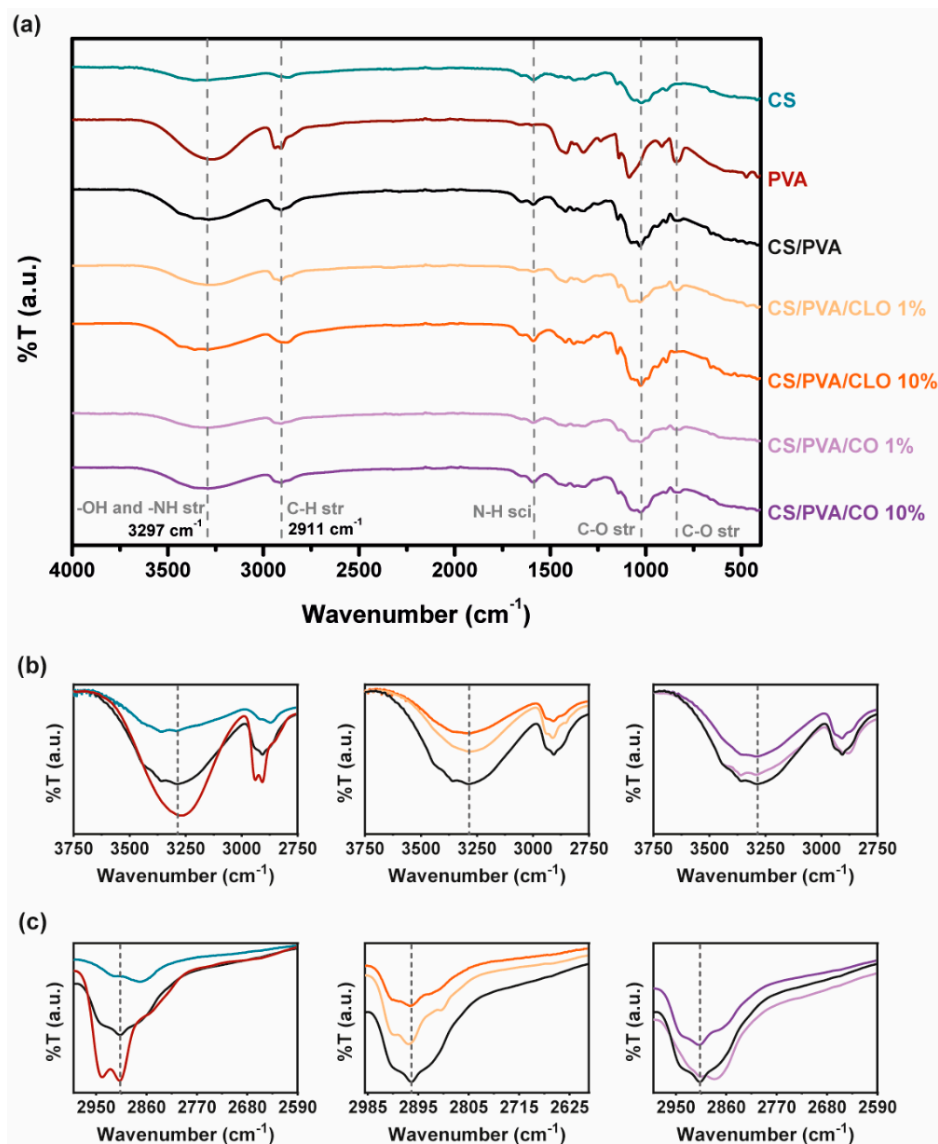 (a)
%T (a.u.)
CS
PVA
CS/PVA
CS/PVA/CLO 1%
CS/PVA/CLO 10%
CS/PVA/CO 1%
CS/PVA/CO 10%
-OH and -NH str
3297 cm⁻¹
C-H str
2911 cm⁻¹
N-H sci
C-O str
C-O str
4000 3500 3000 2500 2000 1500 1000 500
Wavenumber (cm⁻¹)
(b)
%T (a.u.)
3750 3500 3250 3000 2750
Wavenumber (cm⁻¹)
%T (a.u.)
3750 3500 3250 3000 2750
Wavenumber (cm⁻¹)
%T (a.u.)
3750 3500 3250 3000 2750
Wavenumber (cm⁻¹)
(c)
%T (a.u.)
2950 2860 2770 2680 2590
Wavenumber (cm⁻¹)
%T (a.u.)
2985 2895 2805 2715 2625
Wavenumber (cm⁻¹)
%T (a.u.)
2950 2860 2770 2680 2590
Wavenumber (cm⁻¹)